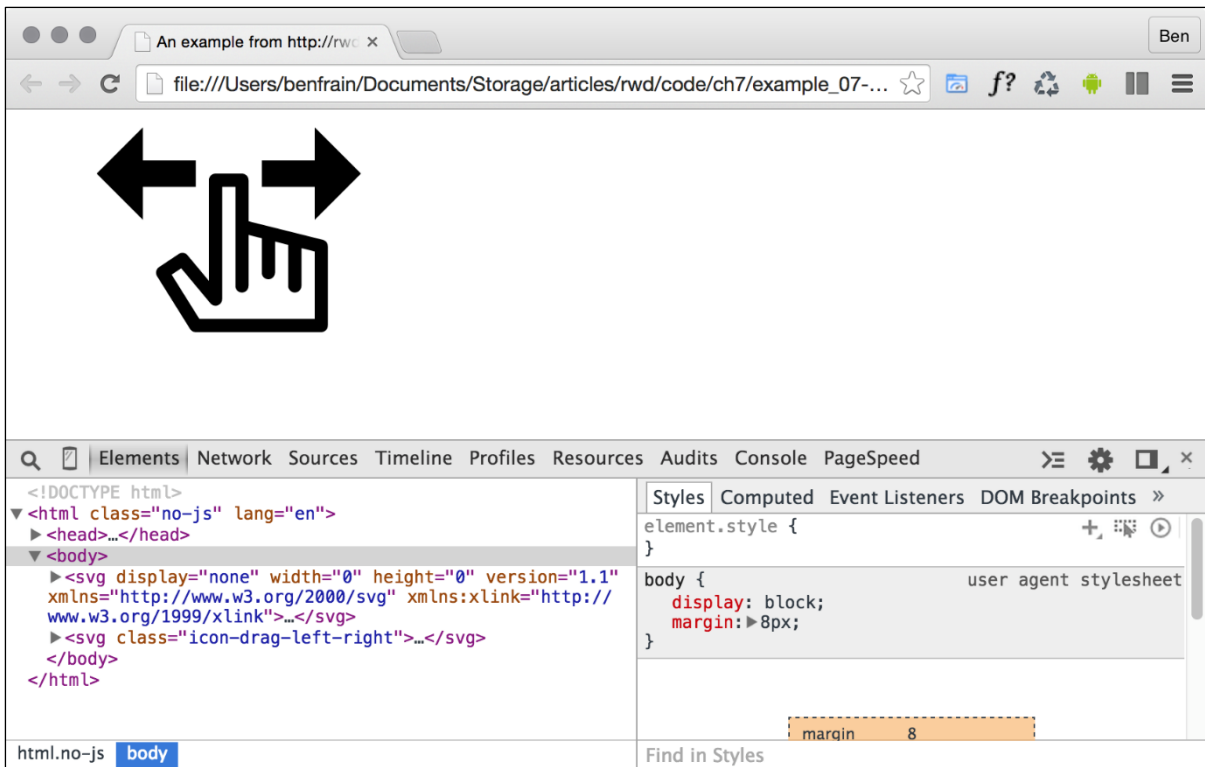 An example from http://rwd
Ben
file:///Users/benfrain/Documents/Storage/articles/rwd/code/ch7/example_07-...
f?
Elements Network Sources Timeline Profiles Resources Audits Console PageSpeed
<!DOCTYPE html>
<html class="no-js" lang="en">
<head>…</head>
<body>
<svg display="none" width="0" height="0" version="1.1"
xmlns="http://www.w3.org/2000/svg" xmlns:xlink="http://
www.w3.org/1999/xlink">…</svg>
<svg class="icon-drag-left-right">…</svg>
</body>
</html>
html.no-js body
Styles Computed Event Listeners DOM Breakpoints »
element.style {
}
body { user agent stylesheet
display: block;
margin: 8px;
}
margin 8
Find in Styles